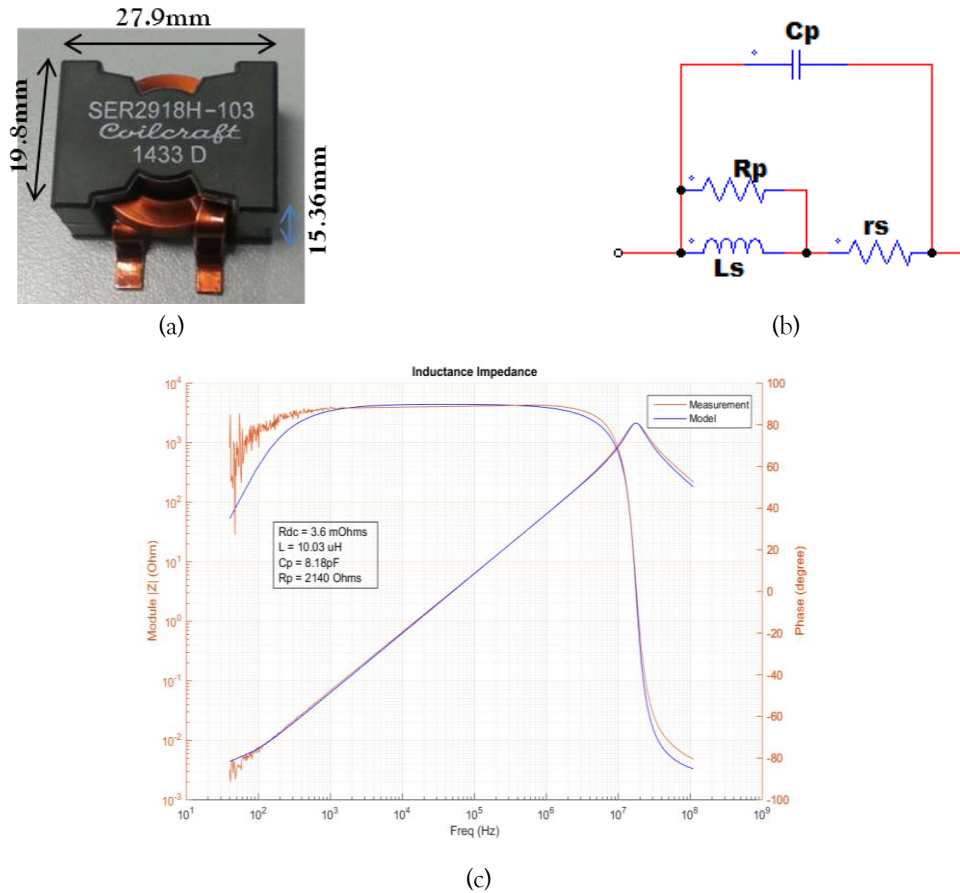 27.9mm
19.8mm
SER2918H-103
Coilcraft
1433 D
15.36mm
(a)
Cp
Rp
Ls
rs
(b)
Inductance Impedance
Measurement
Model
Rdc = 3.6 mOhms
L = 10.03 uH
Cp = 8.18pF
Rp = 2140 Ohms
Module |Z| (Ohm)
10^4
10^3
10^2
10^1
10^0
10^-1
10^-2
10^-3
Phase (degree)
100
80
60
40
20
0
-20
-40
-60
-80
-100
10^1 10^2 10^3 10^4 10^5 10^6 10^7 10^8 10^9
Freq (Hz)
(c)